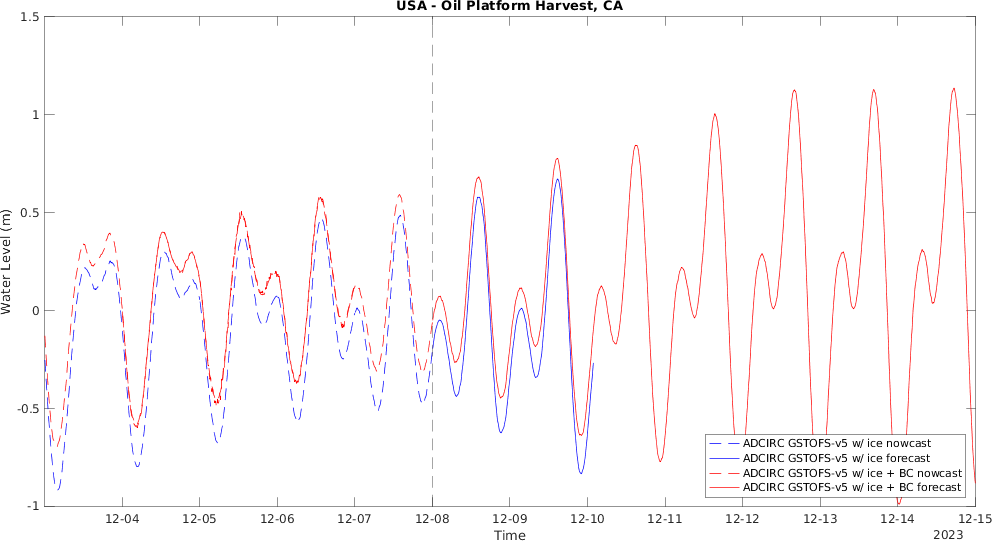 USA - Oil Platform Harvest, CA
1.5
1
0.5
0
-0.5
-1
Water Level (m)
12-04
12-05
12-06
12-07
12-08
12-09
12-10
12-11
12-12
12-13
12-14
12-15
Time
2023
ADCIRC GSTOFS-v5 w/ ice nowcast
ADCIRC GSTOFS-v5 w/ ice forecast
ADCIRC GSTOFS-v5 w/ ice + BC nowcast
ADCIRC GSTOFS-v5 w/ ice + BC forecast